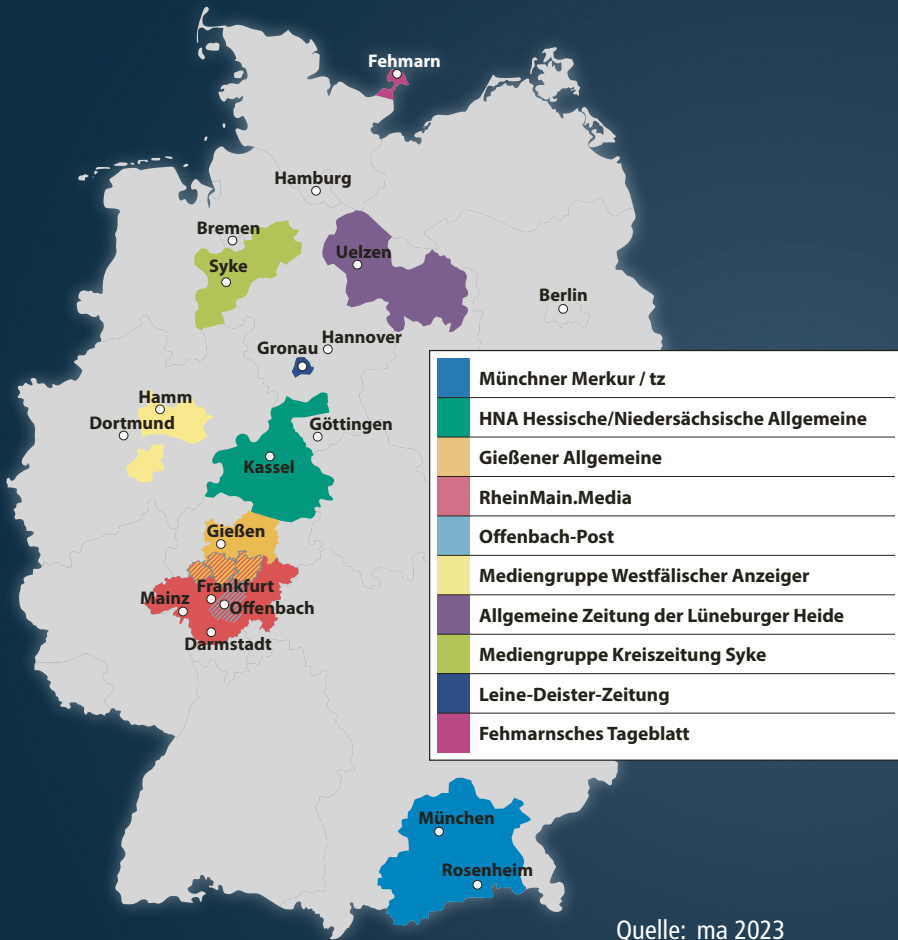 Fehmarn
Hamburg
Bremen
Syke
Uelzen
Berlin
Hannover
Gronau
Hamm
Dortmund
Göttingen
Kassel
Gießen
Frankfurt
Mainz
Offenbach
Darmstadt
München
Rosenheim
Münchner Merkur / tz
HNA Hessische/Niedersächsische Allgemeine
Gießener Allgemeine
RheinMain.Media
Offenbach-Post
Mediengruppe Westfälischer Anzeiger
Allgemeine Zeitung der Lüneburger Heide
Mediengruppe Kreiszeitung Syke
Leine-Deister-Zeitung
Fehmarnsches Tageblatt
Quelle: ma 2023